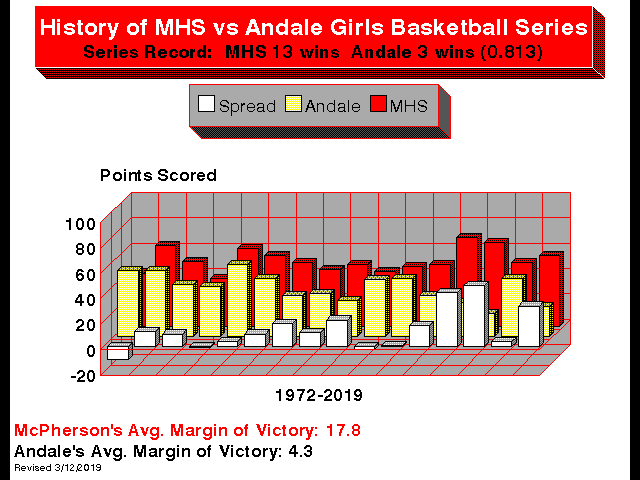 History of MHS vs Andale Girls Basketball Series
Series Record: MHS 13 wins Andale 3 wins (0.813)
Spread Andale MHS
Points Scored
100
80
60
40
20
0
-20
1972-2019
McPherson's Avg. Margin of Victory: 17.8
Andale's Avg. Margin of Victory: 4.3
Revised 3/12/2019